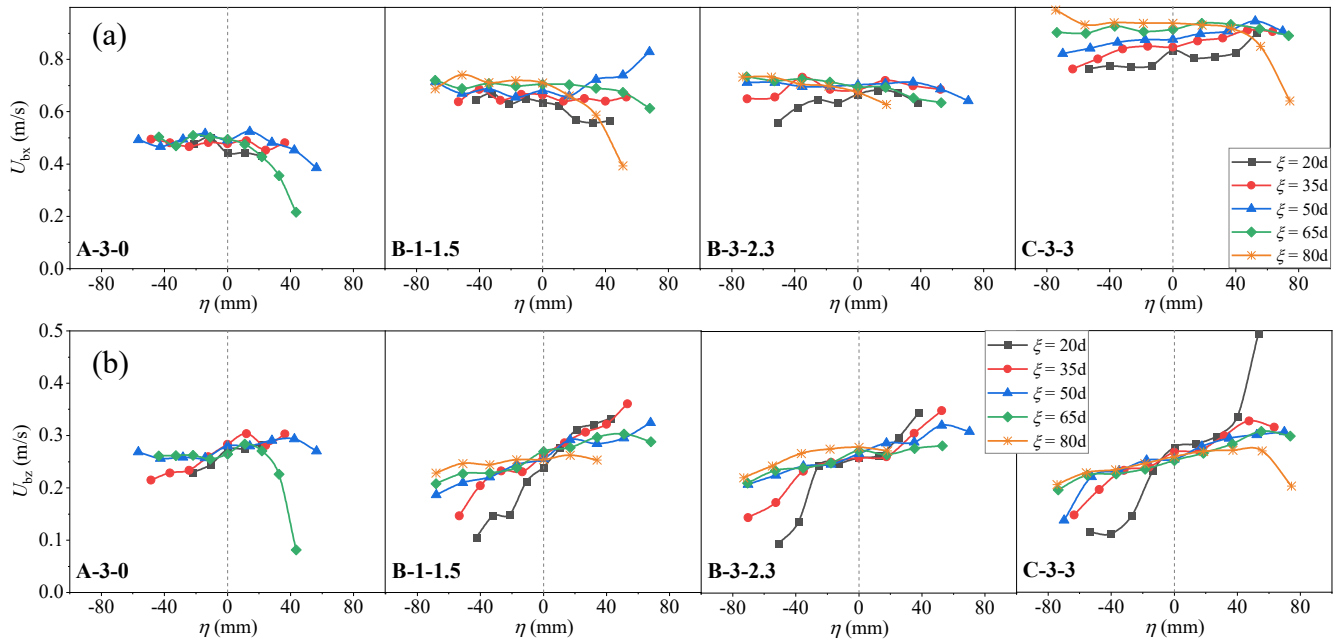 (a)
U_bx (m/s)
0.8
0.6
0.4
0.2
0.0
A-3-0
B-1-1.5
B-3-2.3
C-3-3
ξ = 20d
ξ = 35d
ξ = 50d
ξ = 65d
ξ = 80d
-80 -40 0 40 80 -80 -40 0 40 80 -80 -40 0 40 80 -80 -40 0 40 80
η (mm) η (mm) η (mm) η (mm)
(b)
U_bz (m/s)
0.5
0.4
0.3
0.2
0.1
0.0
A-3-0
B-1-1.5
B-3-2.3
C-3-3
ξ = 20d
ξ = 35d
ξ = 50d
ξ = 65d
ξ = 80d
-80 -40 0 40 80 -80 -40 0 40 80 -80 -40 0 40 80 -80 -40 0 40 80
η (mm) η (mm) η (mm) η (mm)